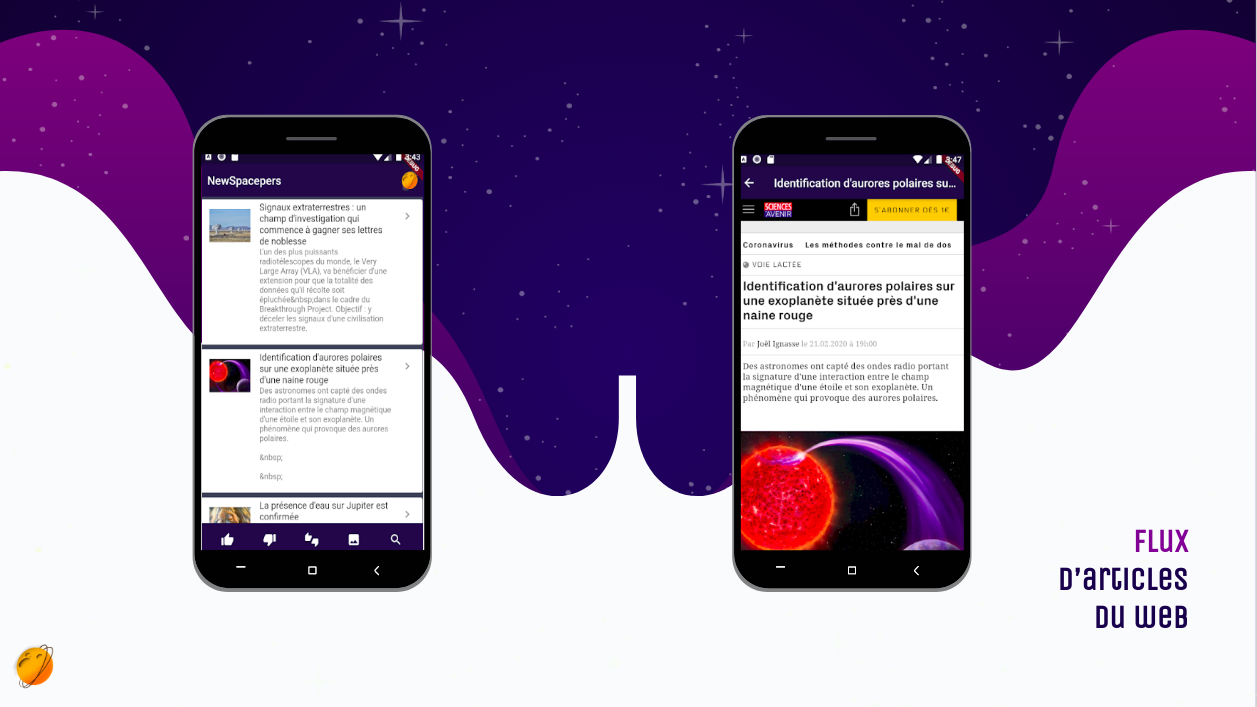 3:43
DEBUG
NewSpacepers
Signaux extraterrestres : un
champ d'investigation qui
commence à gagner ses lettres
de noblesse
L'un des plus puissants
radiotélescopes du monde, le Very
Large Array (VLA), va bénéficier d'une
extension pour que la totalité des
données qu'il récolte soit
épluchée&nbsp;dans le cadre du
Breakthrough Project. Objectif : y
déceler les signaux d'une civilisation
extraterrestre.
Identification d'aurores polaires
sur une exoplanète située près
d'une naine rouge
Des astronomes ont capté des ondes
radio portant la signature d'une
interaction entre le champ magnétique
d'une étoile et son exoplanète. Un
phénomène qui provoque des aurores
polaires.
&nbsp;
&nbsp;
La présence d'eau sur Jupiter est
confirmée
3:47
DEBUG
Identification d'aurores polaires su...
SCIENCES
AVENIR
S'ABONNER DÈS 1€
Coronavirus Les méthodes contre le mal de dos
VOIE LACTÉE
Identification d'aurores polaires sur
une exoplanète située près d'une
naine rouge
Par Joël Ignasse le 21.02.2020 à 19h00
Des astronomes ont capté des ondes radio portant
la signature d'une interaction entre le champ
magnétique d'une étoile et son exoplanète. Un
phénomène qui provoque des aurores polaires.
Flux
D'articles
Du web